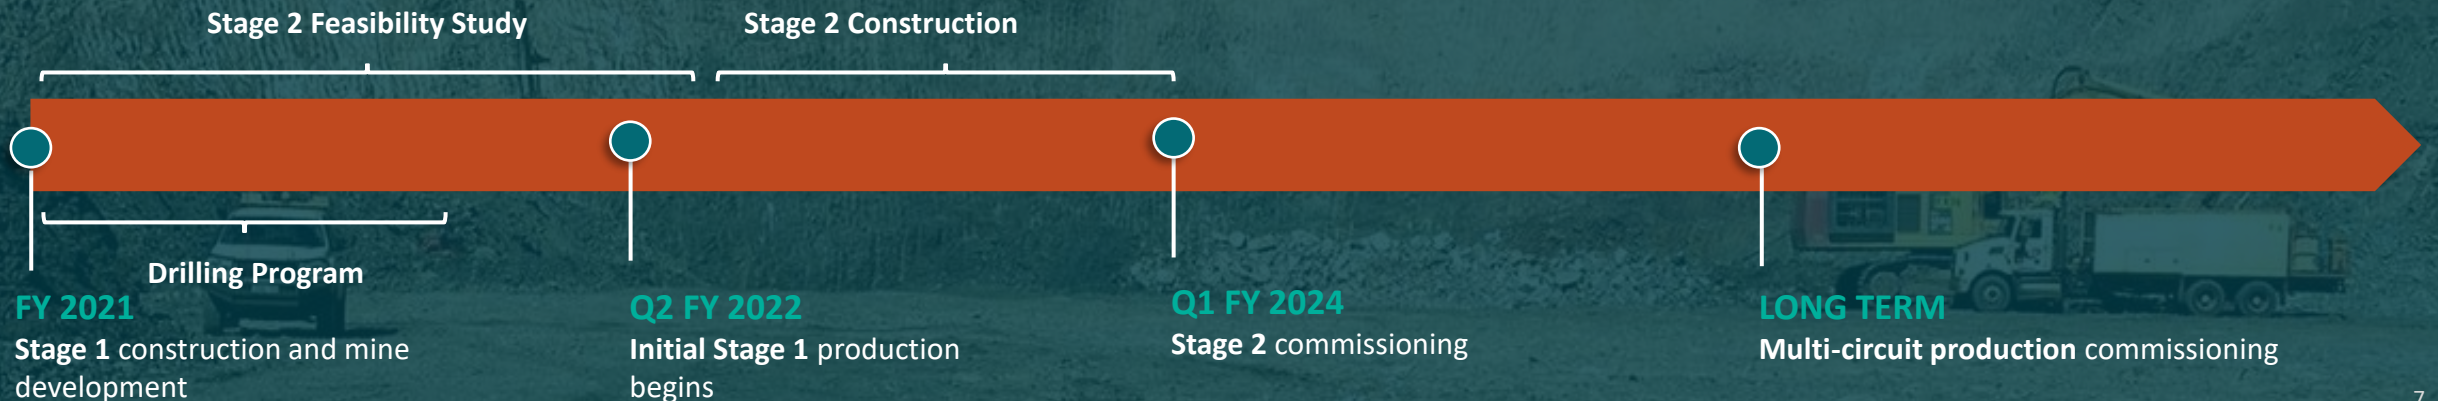 Stage 2 Feasibility Study
Stage 2 Construction
Drilling Program
FY 2021
Stage 1 construction and mine
development
Q2 FY 2022
Initial Stage 1 production
begins
Q1 FY 2024
Stage 2 commissioning
LONG TERM
Multi-circuit production commissioning
7